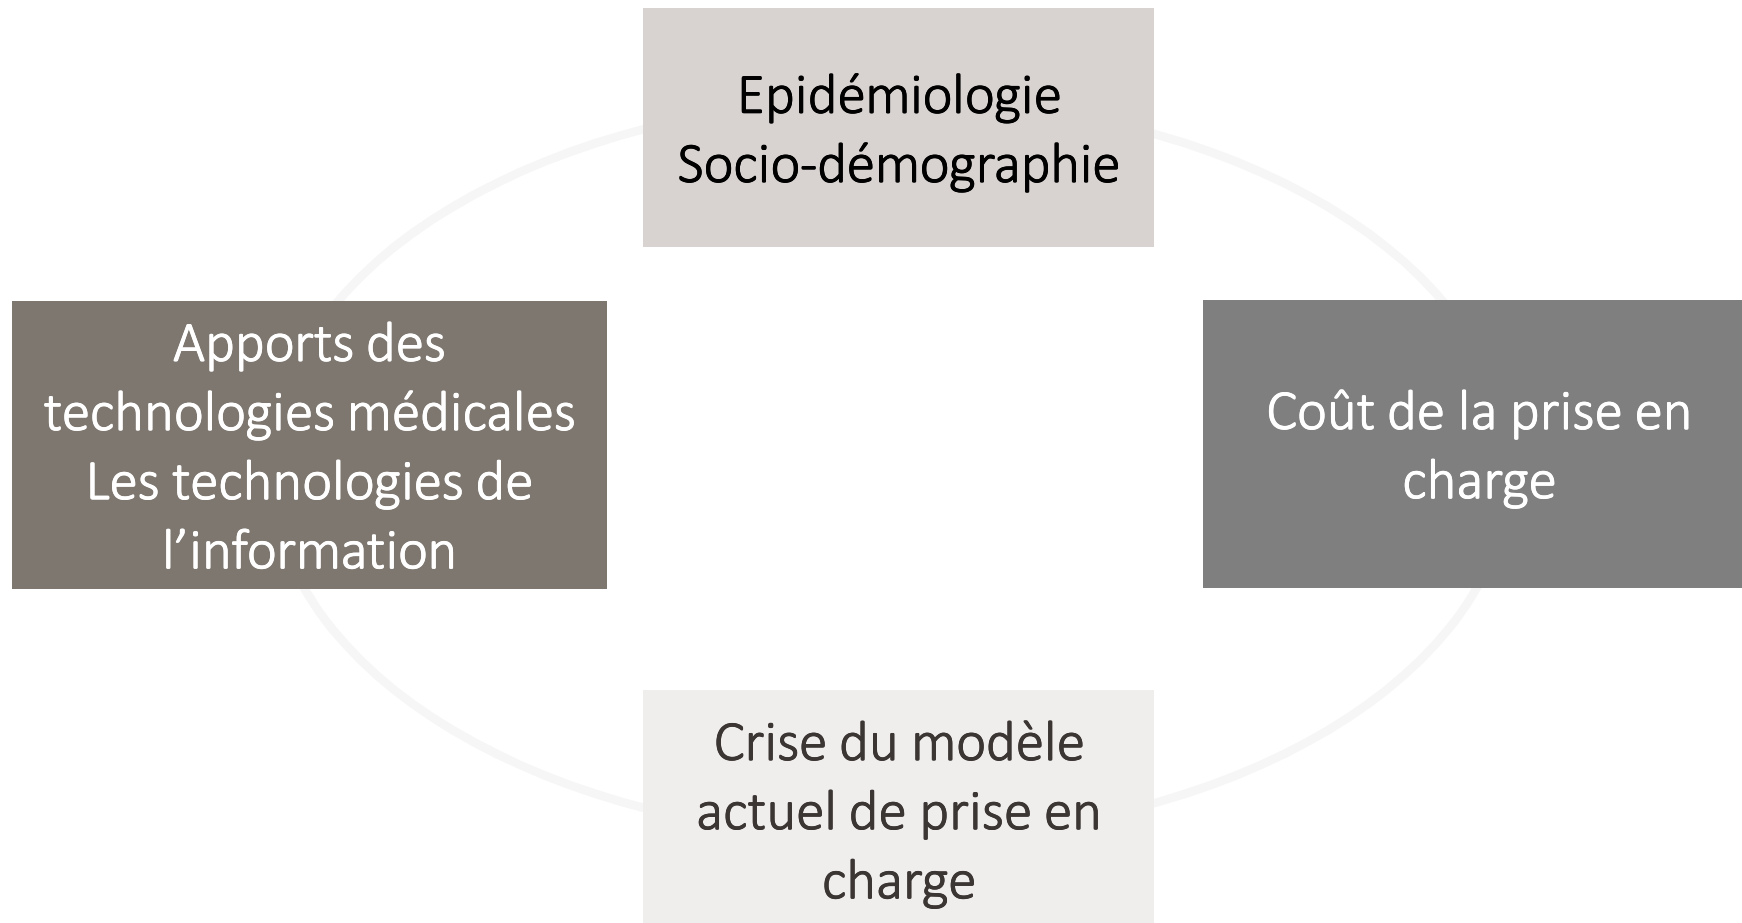 Epidémiologie
Socio-démographie
Apports des
technologies médicales
Les technologies de
l’information
Coût de la prise en
charge
Crise du modèle
actuel de prise en
charge